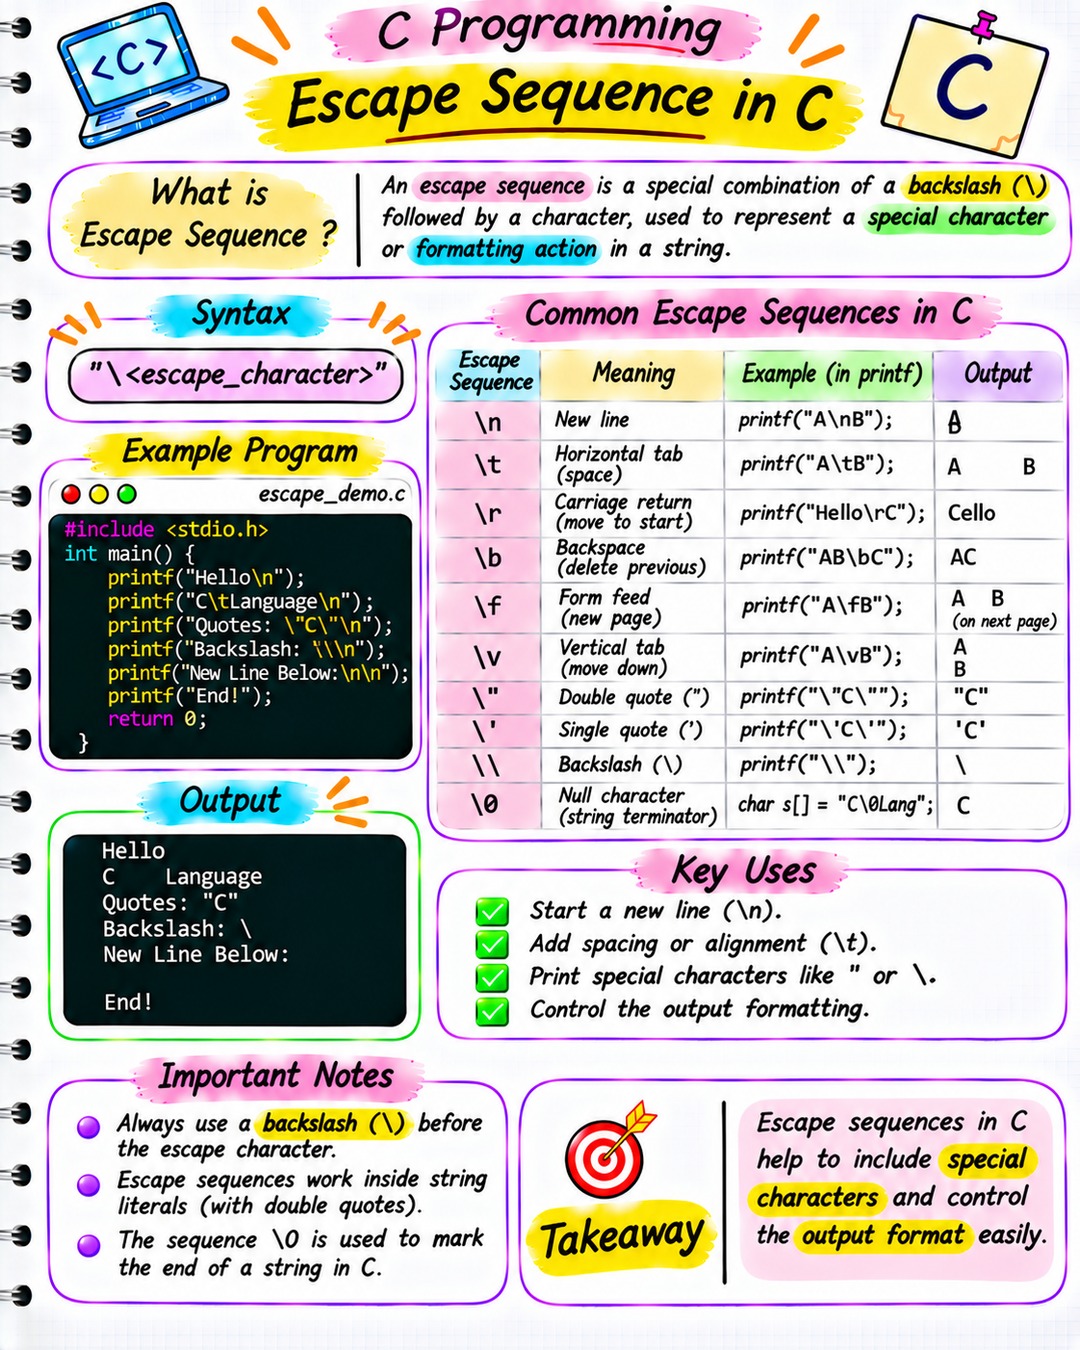 <C>
C Programming
Escape Sequence in C
C
What is
Escape Sequence ?
An escape sequence is a special combination of a backslash (\)
followed by a character, used to represent a special character
or formatting action in a string.
Syntax
"\<escape_character>"
Example Program
escape_demo.c
#include <stdio.h>
int main() {
printf("Hello\n");
printf("C\tLanguage\n");
printf("Quotes: \"C\"\n");
printf("Backslash: \\\n");
printf("New Line Below:\n\n");
printf("End!");
return 0;
}
Output
Hello
C Language
Quotes: "C"
Backslash: \
New Line Below:
End!
Common Escape Sequences in C
Escape Sequence Meaning Example (in printf) Output
\n New line printf("A\nB"); A B
\t Horizontal tab (space) printf("A\tB"); A B
\r Carriage return (move to start) printf("Hello\rC"); Cello
\b Backspace (delete previous) printf("AB\bC"); AC
\f Form feed (new page) printf("A\fB"); A B (on next page)
\v Vertical tab (move down) printf("A\vB"); A B
\" Double quote (") printf("\"C\""); "C"
\' Single quote (') printf("\'C\'"); 'C'
\\ Backslash (\) printf("\\"); \
\0 Null character (string terminator) char s[] = "C\0Lang"; C
Key Uses
Start a new line (\n).
Add spacing or alignment (\t).
Print special characters like " or \.
Control the output formatting.
Important Notes
Always use a backslash (\) before
the escape character.
Escape sequences work inside string
literals (with double quotes).
The sequence \0 is used to mark
the end of a string in C.
Takeaway
Escape sequences in C
help to include special
characters and control
the output format easily.